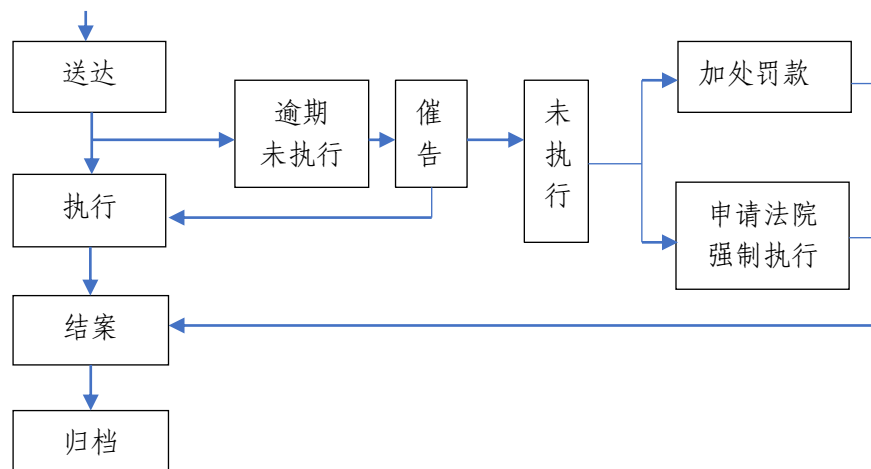 送达
逾期
未执行
催
告
未
执
行
加处罚款
执行
申请法院
强制执行
结案
归档